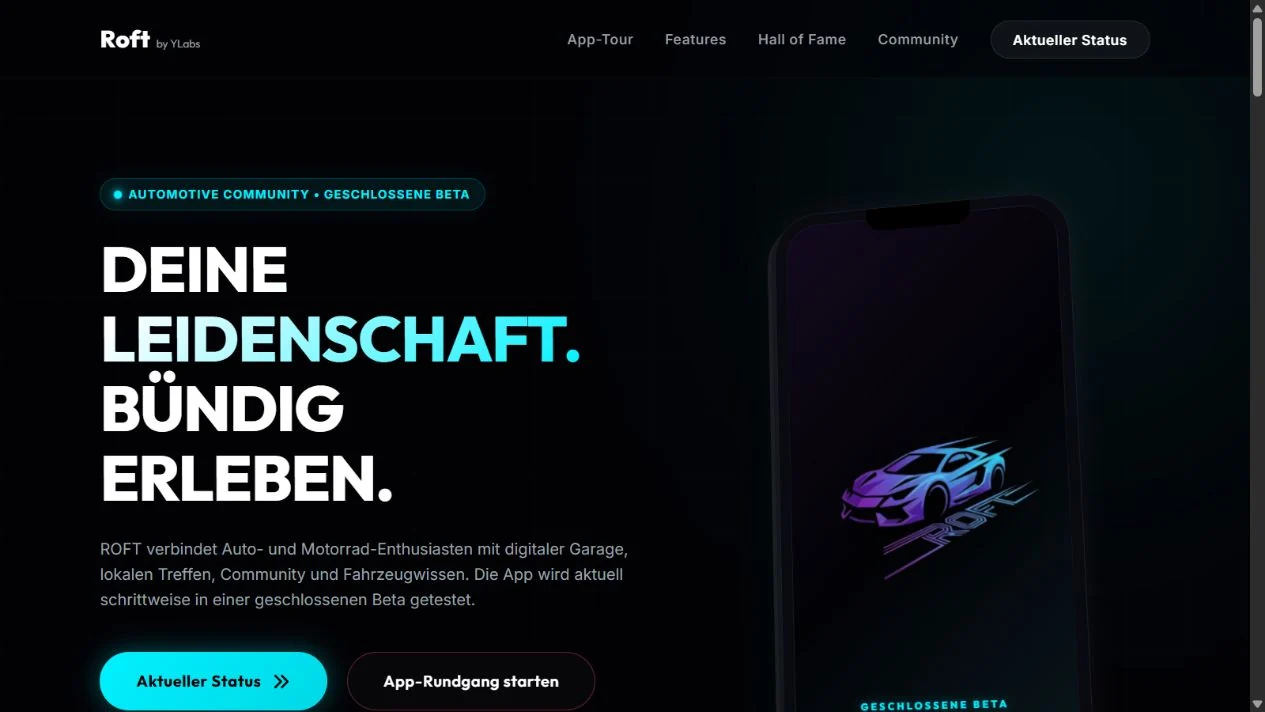 Roft by YLabs
App-Tour Features Hall of Fame Community Aktueller Status
AUTOMOTIVE COMMUNITY • GESCHLOSSENE BETA
DEINE
LEIDENSCHAFT.
BÜNDIG
ERLEBEN.
ROFT verbindet Auto- und Motorrad-Enthusiasten mit digitaler Garage,
lokalen Treffen, Community und Fahrzeugwissen. Die App wird aktuell
schrittweise in einer geschlossenen Beta getestet.
Aktueller Status
App-Rundgang starten
ROFT
GESCHLOSSENE BETA